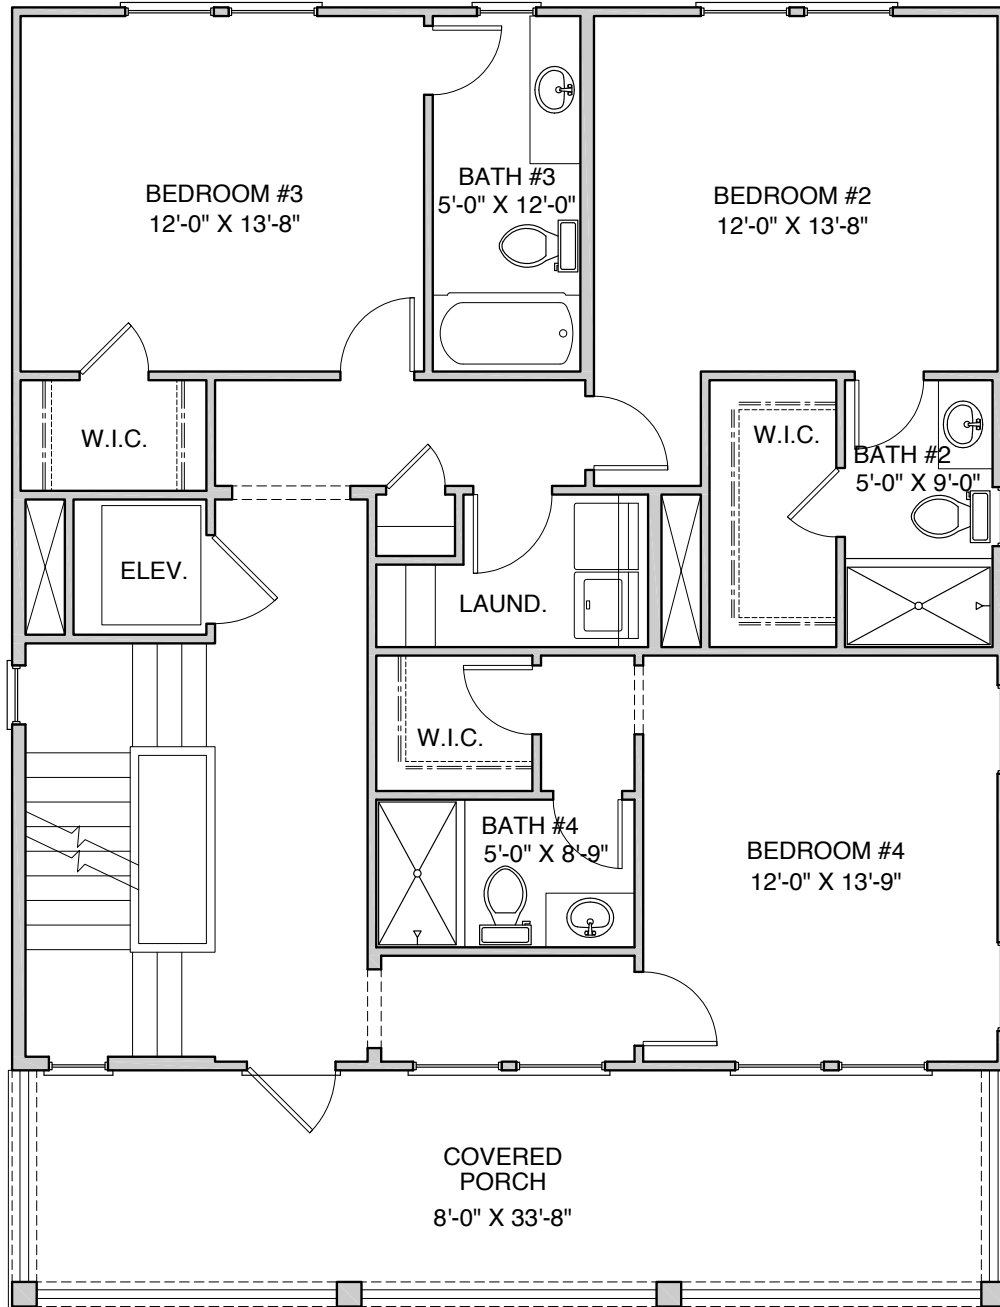 BEDROOM #3
12'-0" X 13'-8"
BATH #3
5'-0" X 12'-0"
BEDROOM #2
12'-0" X 13'-8"
W.I.C.
W.I.C.
BATH #2
5'-0" X 9'-0"
ELEV.
LAUND.
W.I.C.
BATH #4
5'-0" X 8'-9"
BEDROOM #4
12'-0" X 13'-9"
COVERED
PORCH
8'-0" X 33'-8"